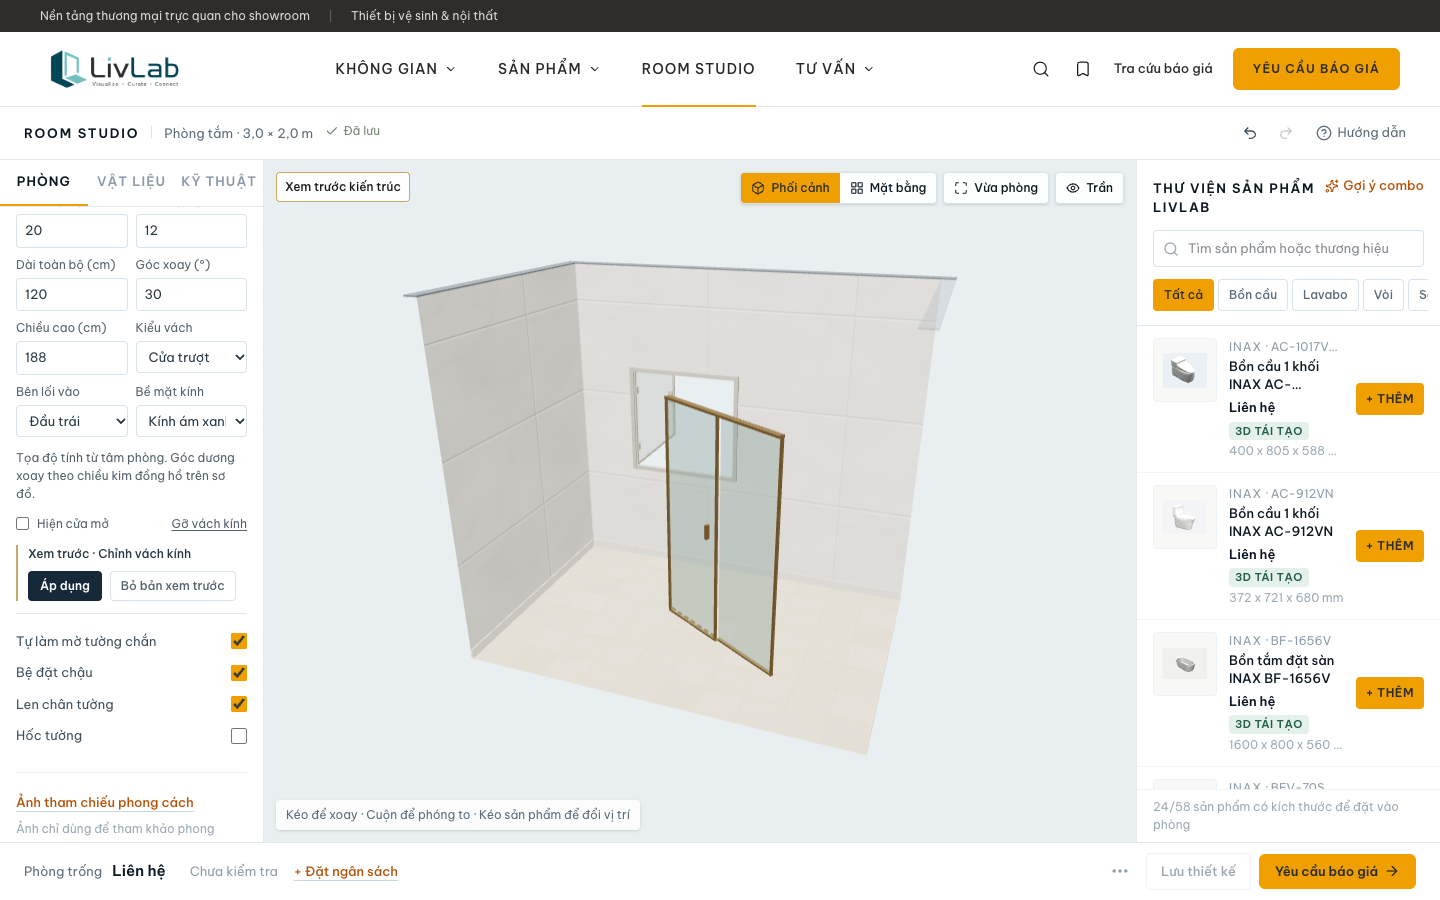 Nền tảng thương mại trực quan cho showroom
Thiết bị vệ sinh & nội thất
LivLab
Visualize • Curate • Connect
KHÔNG GIAN
SẢN PHẨM
ROOM STUDIO
TƯ VẤN
Tra cứu báo giá
YÊU CẦU BÁO GIÁ
ROOM STUDIO
Phòng tắm · 3,0 × 2,0 m
Đã lưu
Hướng dẫn
PHÒNG
VẬT LIỆU
KỸ THUẬT
20
12
Dài toàn bộ (cm)
Góc xoay (°)
120
30
Chiều cao (cm)
Kiểu vách
188
Cửa trượt
Bên lối vào
Bề mặt kính
Đầu trái
Kính ám xanh
Tọa độ tính từ tâm phòng. Góc dương
xoay theo chiều kim đồng hồ trên sơ
đồ.
Hiện cửa mở
Gỡ vách kính
Xem trước · Chỉnh vách kính
Áp dụng
Bỏ bản xem trước
Tự làm mờ tường chắn
Bệ đặt chậu
Len chân tường
Hốc tường
Ảnh tham chiếu phong cách
Ảnh chỉ dùng để tham khảo phong
Xem trước kiến trúc
Phối cảnh
Mặt bằng
Vừa phòng
Trần
Kéo để xoay · Cuộn để phóng to · Kéo sản phẩm để đổi vị trí
THƯ VIỆN SẢN PHẨM
LIVLAB
Gợi ý combo
Tìm sản phẩm hoặc thương hiệu
Tất cả
Bồn cầu
Lavabo
Vòi
INAX · AC-1017V...
Bồn cầu 1 khối
INAX AC-...
Liên hệ
3D TÁI TẠO
400 x 805 x 588 ...
+ THÊM
INAX · AC-912VN
Bồn cầu 1 khối
INAX AC-912VN
Liên hệ
3D TÁI TẠO
372 x 721 x 680 mm
+ THÊM
INAX · BF-1656V
Bồn tắm đặt sàn
INAX BF-1656V
Liên hệ
3D TÁI TẠO
1600 x 800 x 560 ...
+ THÊM
INAX · BFV-70S
24/58 sản phẩm có kích thước để đặt vào
phòng
Phòng trống
Liên hệ
Chưa kiểm tra
+ Đặt ngân sách
Lưu thiết kế
Yêu cầu báo giá